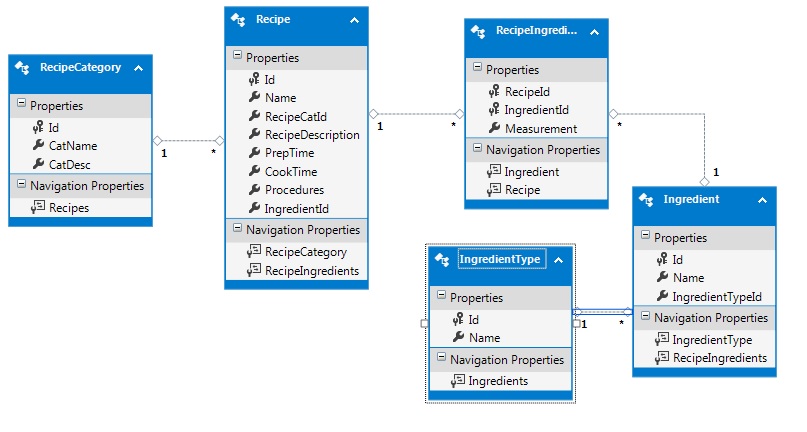 RecipeCategory
Properties
Id
CatName
CatDesc
Navigation Properties
Recipes
1
*
Recipe
Properties
Id
Name
RecipeCatId
RecipeDescription
PrepTime
CookTime
Procedures
IngredientId
Navigation Properties
RecipeCategory
RecipeIngredients
1
*
RecipeIngredi...
Properties
RecipeId
IngredientId
Measurement
Navigation Properties
Ingredient
Recipe
*
1
Ingredient
Properties
Id
Name
IngredientTypeId
Navigation Properties
IngredientType
RecipeIngredients
IngredientType
Properties
Id
Name
Navigation Properties
Ingredients
1
*